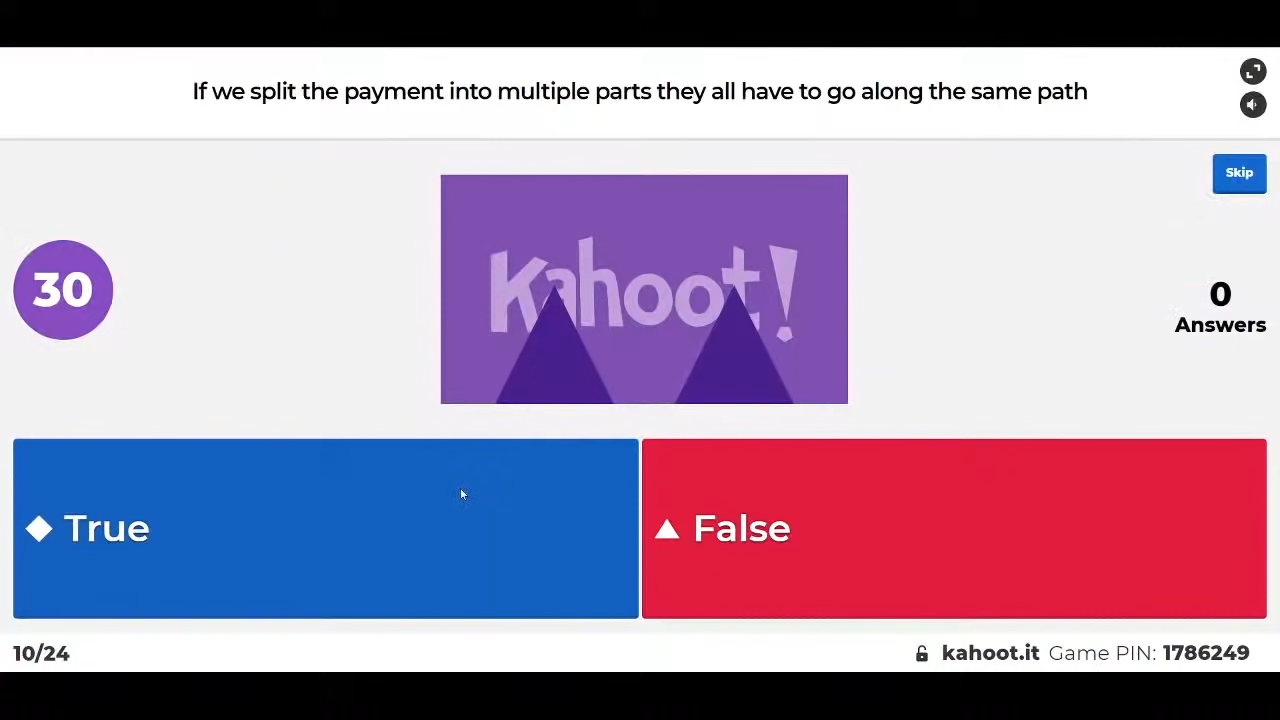 If we split the payment into multiple parts they all have to go along the same path
Skip
Kahoot!
30
0
Answers
True
False
10/24
kahoot.it Game PIN: 1786249